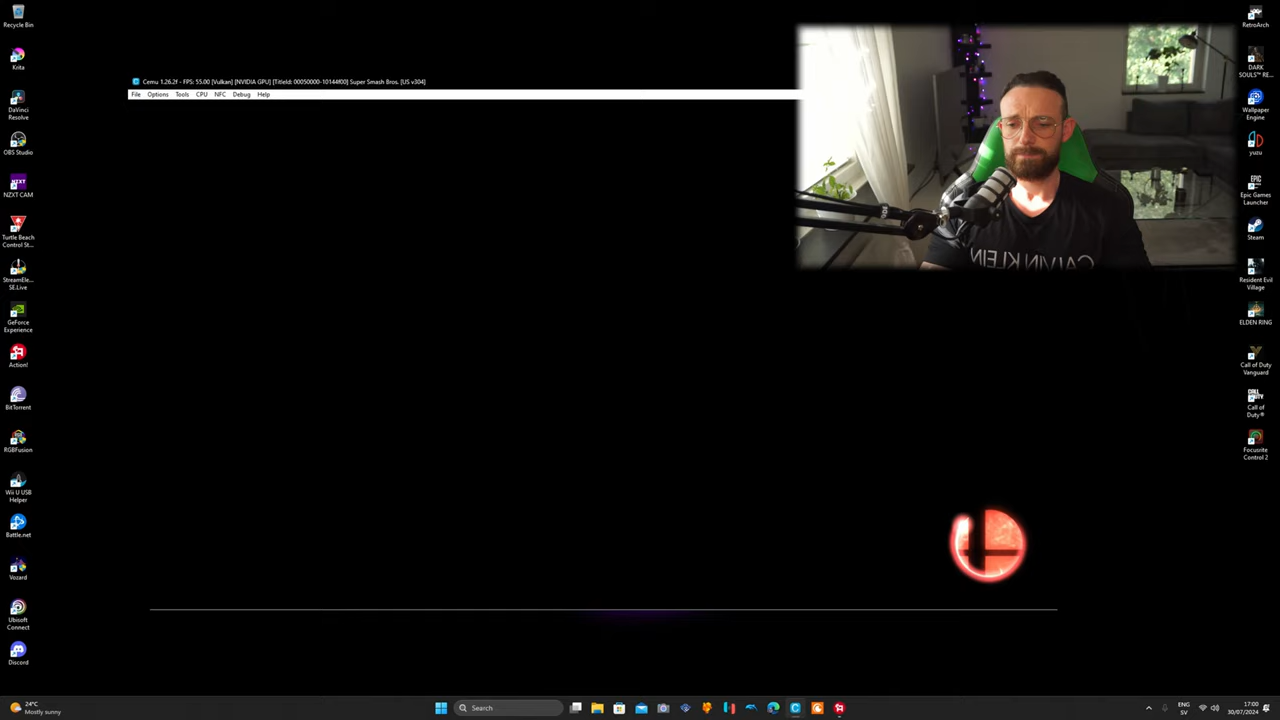 Recycle Bin
Krita
DaVinci
Resolve
OBS Studio
NZXT
NZXT CAM
Turtle Beach
Control St...
StreamEle...
SE.Live
GeForce
Experience
Action!
BitTorrent
RGBFusion
Wii U USB
Helper
Battle.net
Vozard
Ubisoft
Connect
Discord
Cemu 1.26.2f - FPS: 55.00 [Vulkan] [NVIDIA GPU] [TitleId: 00050000-10144f00] Super Smash Bros. [US v304]
File Options Tools CPU NFC Debug Help
CALVIN KLEIN
RetroArch
DARK
SOULS™ RE...
Wallpaper
Engine
yuzu
Epic Games
Launcher
Steam
Resident Evil
Village
ELDEN RING
Call of Duty
Vanguard
Call of
Duty®
Focusrite
Control 2
24°C
Mostly sunny
Search
ENG
SV
17:00
30/07/2024